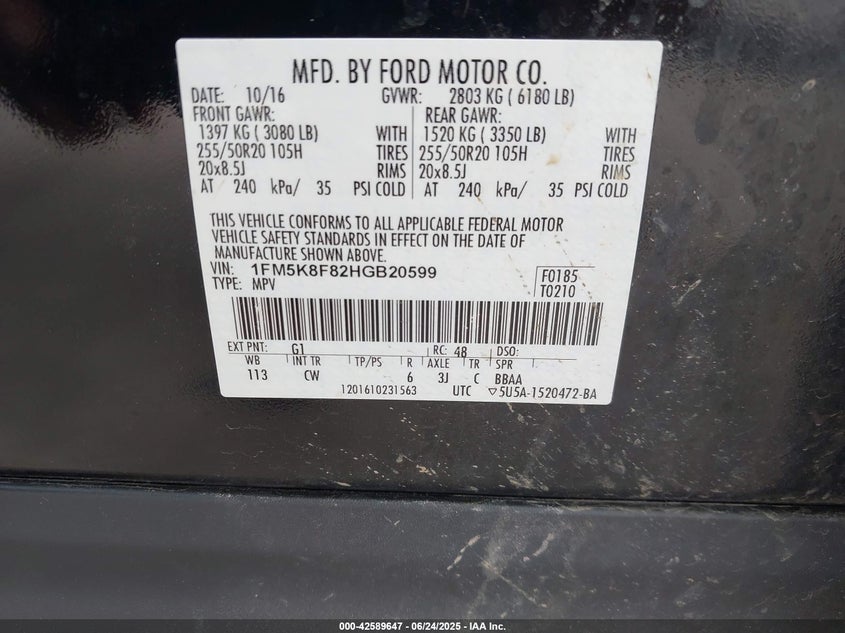 MFD. BY FORD MOTOR CO.
DATE: 10/16 GVWR: 2803 KG ( 6180 LB)
FRONT GAWR: REAR GAWR:
1397 KG ( 3080 LB) WITH 1520 KG ( 3350 LB) WITH
255/50R20 105H TIRES 255/50R20 105H TIRES
20x8.5J RIMS 20x8.5J RIMS
AT 240 kPa/ 35 PSI COLD AT 240 kPa/ 35 PSI COLD
THIS VEHICLE CONFORMS TO ALL APPLICABLE FEDERAL MOTOR
VEHICLE SAFETY STANDARDS IN EFFECT ON THE DATE OF
MANUFACTURE SHOWN ABOVE.
VIN: 1FM5K8F82HGB20599 F0185
TYPE: MPV T0210
EXT PNT: G1 RC: 48 DSO:
WB INT TR TP/PS R AXLE TR SPR
113 CW 6 3J C BBAA
1201610231563 UTC ▽5U5A-1520472-BA
000-42589647 - 06/24/2025 - IAA Inc.